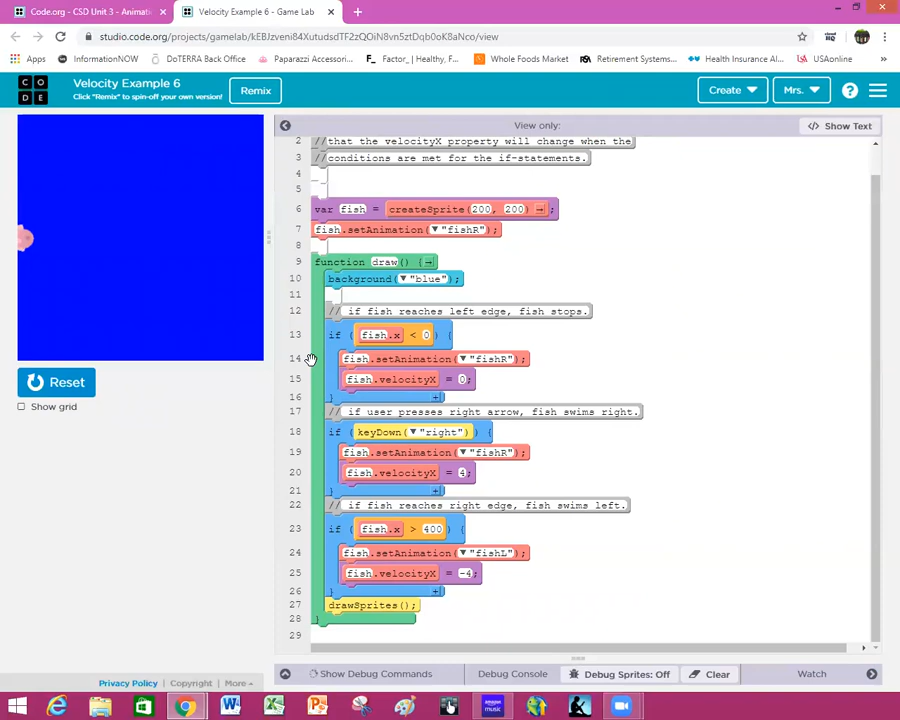 Code.org - CSD Unit 3 - Animati ×
Velocity Example 6 - Game Lab ×
+
studio.code.org/projects/gamelab/kEBJzveni84XutudsdTF2zQOiN8vn5ztDqb0oK8aNco/view
Apps InformationNOW DoTERRA Back Office Paparazzi Accessori... Factor_ | Healthy, F... Whole Foods Market Retirement Systems... Health Insurance Al... USAonline »
CODE
Velocity Example 6
Click "Remix" to spin-off your own version!
Remix
Create
Mrs.
?
View only:
</> Show Text
2 //that the velocityX property will change when the
3 //conditions are met for the if-statements.
4
5
6 var fish = createSprite(200, 200) → ;
7 fish.setAnimation(▼"fishR");
8
9 function draw() { →
10 background(▼"blue");
11
12 // if fish reaches left edge, fish stops.
13 if ( fish.x < 0 ) {
14 fish.setAnimation(▼"fishR");
15 fish.velocityX = 0;
16 }
17 // if user presses right arrow, fish swims right.
18 if ( keyDown(▼"right") ) {
19 fish.setAnimation(▼"fishR");
20 fish.velocityX = 4;
21 }
22 // if fish reaches right edge, fish swims left.
23 if ( fish.x > 400 ) {
24 fish.setAnimation(▼"fishL");
25 fish.velocityX = -4;
26 }
27 drawSprites();
28 }
29
Reset
Show grid
Privacy Policy | Copyright | More
Show Debug Commands
Debug Console
Debug Sprites: Off
Clear
Watch